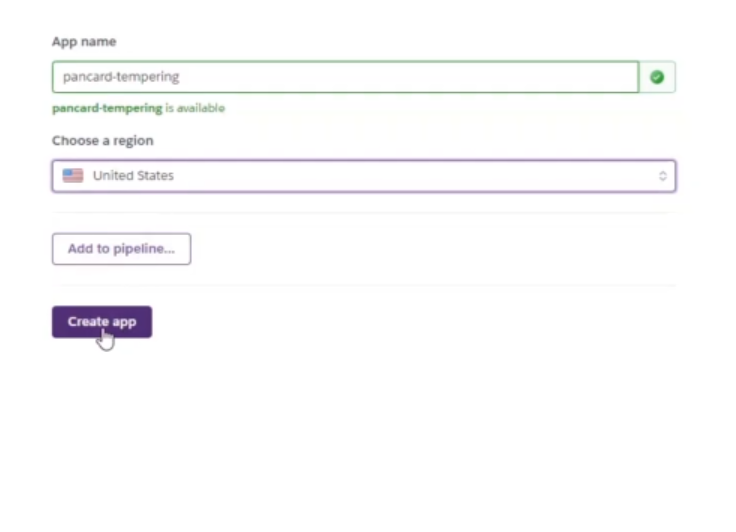 App name
pancard-tempering
pancard-tempering is available
Choose a region
United States
Add to pipeline...
Create app